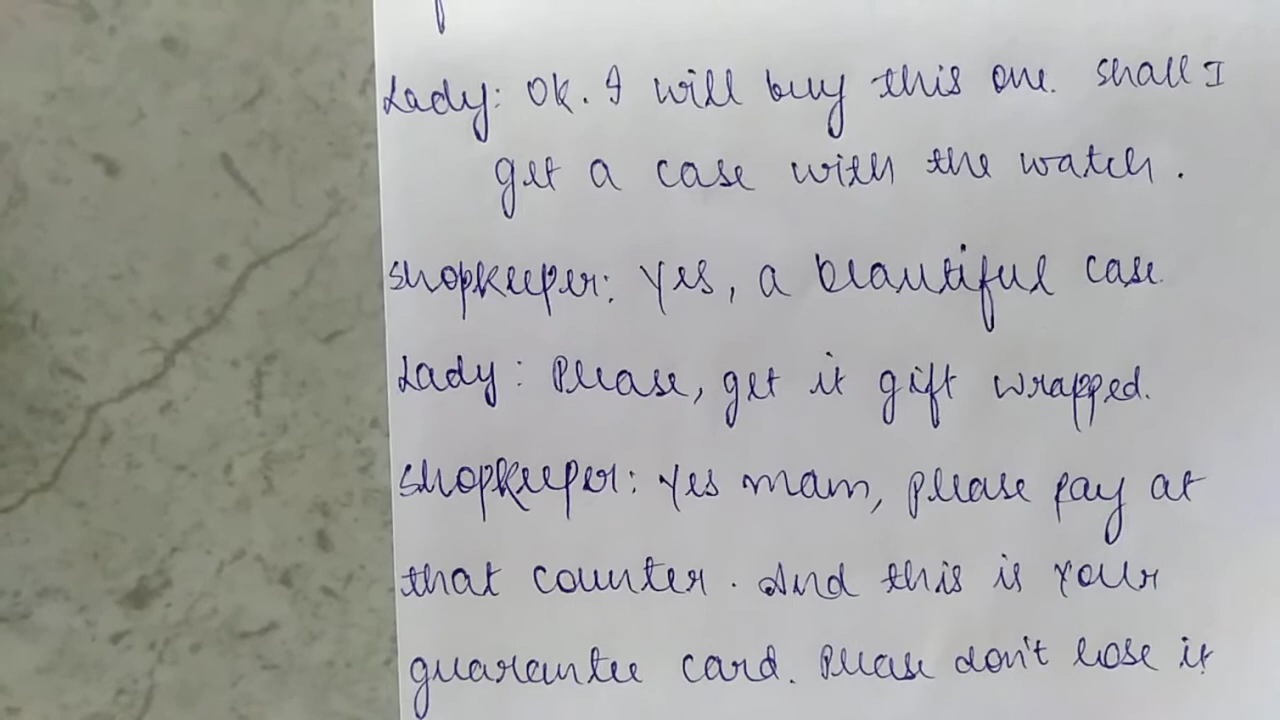 Lady: OK. I will buy this one. Shall I
get a case with the watch.
Shopkeeper: Yes, a beautiful case.
Lady: Please, get it gift wrapped.
Shopkeeper: Yes mam, please pay at
that counter. And this is your
guarantee card. Please don't lose it